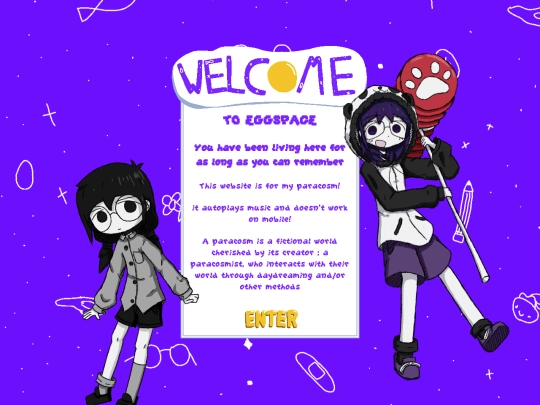 WELCOME
TO EGGSPACE
You have been living here for
as long as you can remember
This website is for my paracosm!
it autoplays music and doesn't work
on mobile!
A paracosm is a fictional world
cherished by its creator ; a
paracosmist, who interacts with their
world through daydreaming and/or
other methods
ENTER